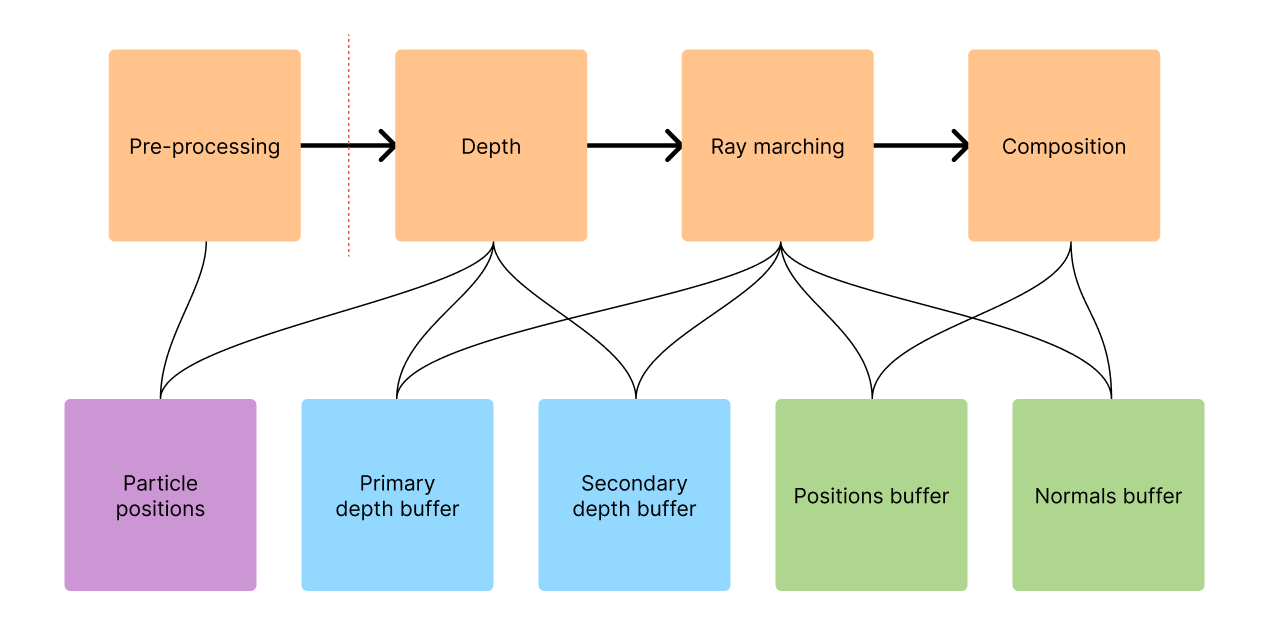 Pre-processing
Depth
Ray marching
Composition
Particle
positions
Primary
depth buffer
Secondary
depth buffer
Positions buffer
Normals buffer